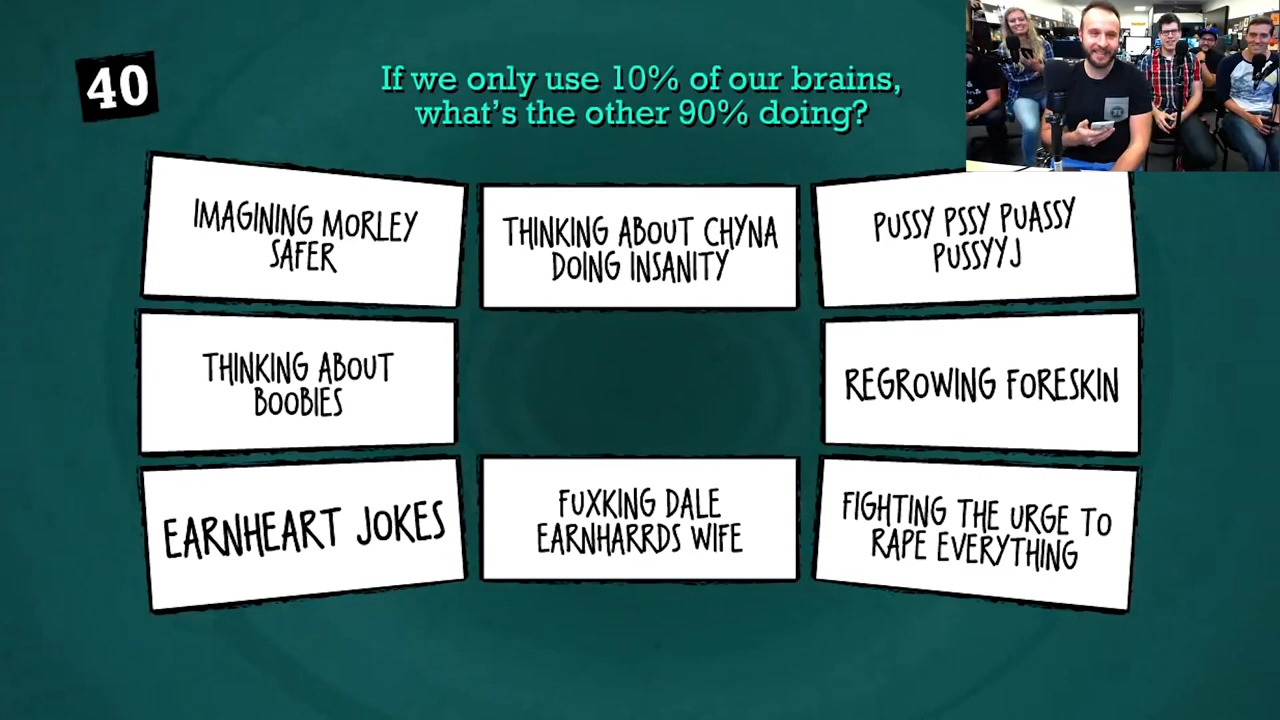 40
If we only use 10% of our brains,
what's the other 90% doing?
IMAGINING MORLEY
SAFER
THINKING ABOUT CHYNA
DOING INSANITY
PUSSY PSSY PUASSY
PUSSYYJ
THINKING ABOUT
BOOBIES
REGROWING FORESKIN
EARNHEART JOKES
FUXKING DALE
EARNHARRDS WIFE
FIGHTING THE URGE TO
RAPE EVERYTHING